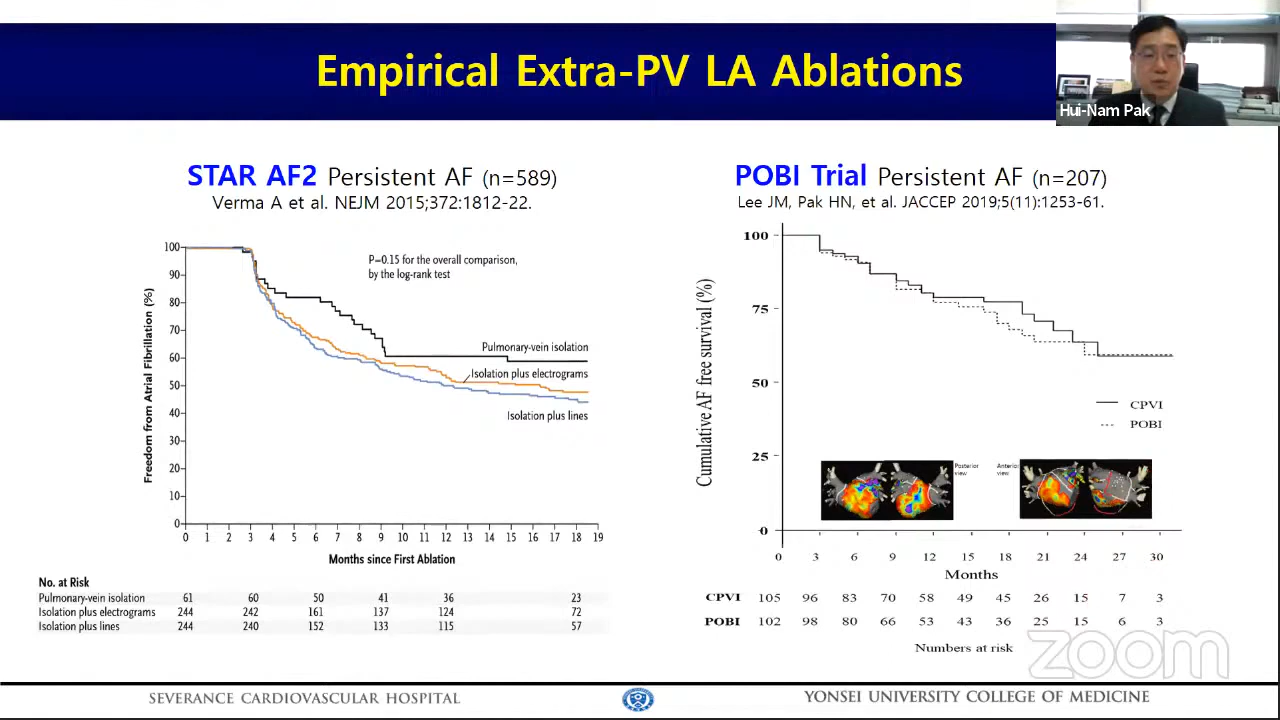 Empirical Extra-PV LA Ablations
Hui-Nam Pak
STAR AF2 Persistent AF (n=589)
Verma A et al. NEJM 2015;372:1812-22.
P=0.15 for the overall comparison,
by the log-rank test
Freedom from Atrial Fibrillation (%)
100
90
80
70
60
50
40
30
20
10
0
Pulmonary-vein isolation
Isolation plus electrograms
Isolation plus lines
0 1 2 3 4 5 6 7 8 9 10 11 12 13 14 15 16 17 18 19
Months since First Ablation
No. at Risk
Pulmonary-vein isolation 61 60 50 41 36 23
Isolation plus electrograms 244 242 161 137 124 72
Isolation plus lines 244 240 152 133 115 57
POBI Trial Persistent AF (n=207)
Lee JM, Pak HN, et al. JACCEP 2019;5(11):1253-61.
Cumulative AF free survival (%)
100
75
50
25
0
CPVI
POBI
Posterior
view
Anterior
view
0 3 6 9 12 15 18 21 24 27 30
Months
CPVI 105 96 83 70 58 49 45 26 15 7 3
POBI 102 98 80 66 53 43 36 25 15 6 3
Numbers at risk
zoom
SEVERANCE CARDIOVASCULAR HOSPITAL
YONSEI UNIVERSITY COLLEGE OF MEDICINE